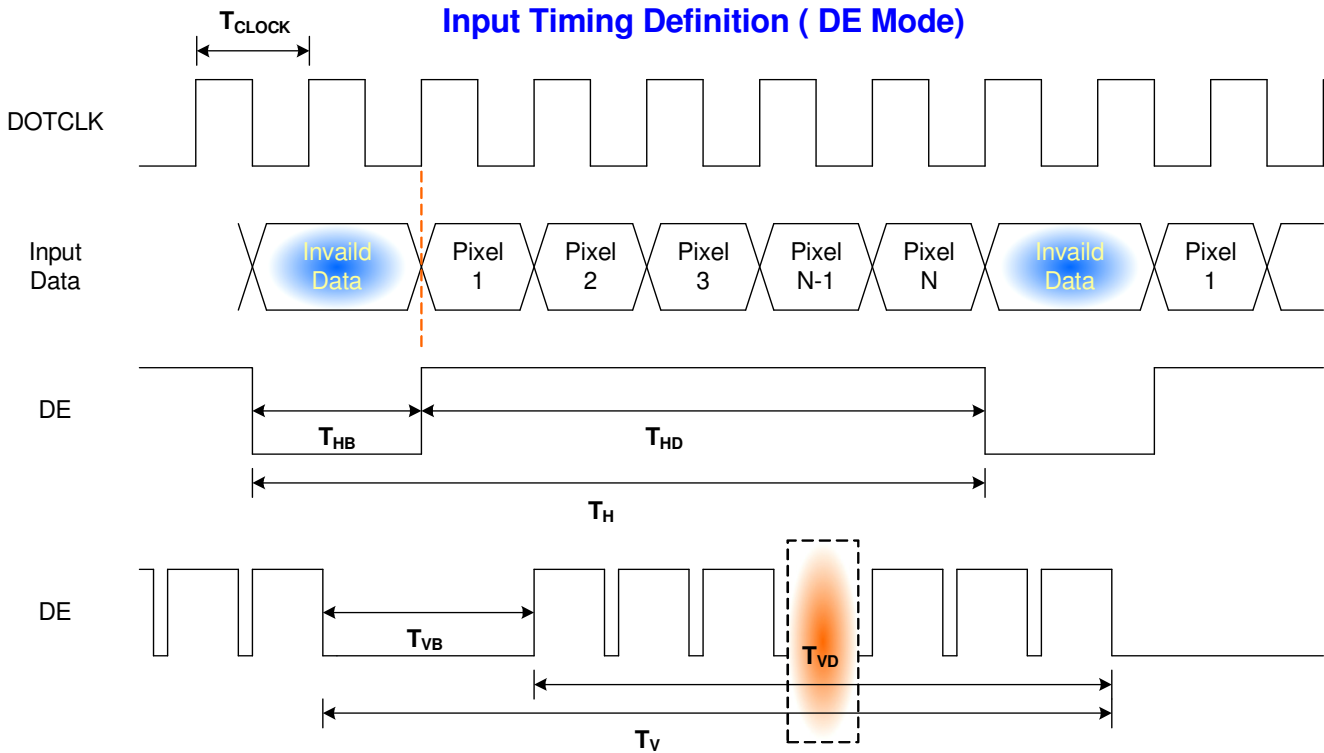 Input Timing Definition ( DE Mode)
TCLOCK
DOTCLK
Input
Data
Invaild
Data
Pixel
1
Pixel
2
Pixel
3
Pixel
N-1
Pixel
N
Invaild
Data
Pixel
1
DE
THB
THD
TH
DE
TVB
TVD
TV